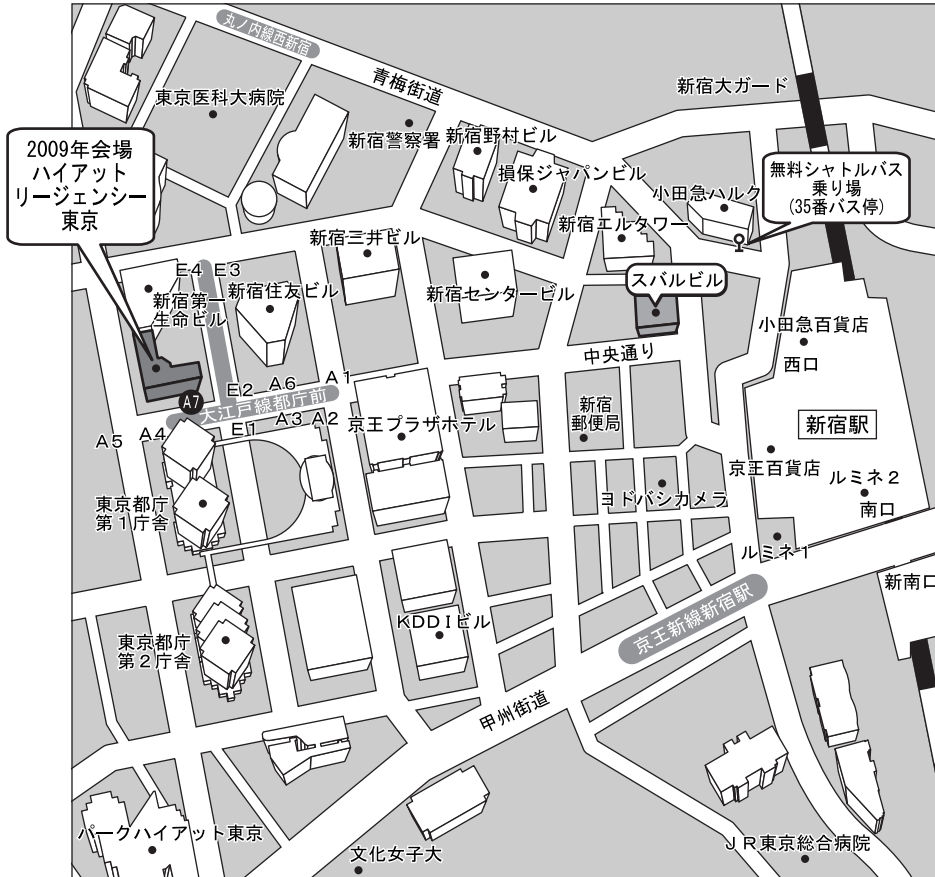 丸ノ内線西新宿
青梅街道
新宿大ガード
東京医科大病院
新宿警察署
新宿野村ビル
損保ジャパンビル
2009年会場
ハイアット
リージェンシー
東京
無料シャトルバス
乗り場
(35番バス停)
小田急ハルク
新宿エルタワー
新宿三井ビル
E4
E3
新宿第一
生命ビル
新宿住友ビル
新宿センタービル
スバルビル
小田急百貨店
西口
中央通り
A7
E2
A6
A1
大江戸線都庁前
A5
A4
E1
A3
A2
京王プラザホテル
新宿
郵便局
新宿駅
京王百貨店
ルミネ2
南口
ヨドバシカメラ
東京都庁
第1庁舎
ルミネ1
新南口
京王新線新宿駅
KDDIビル
東京都庁
第2庁舎
甲州街道
パークハイアット東京
文化女子大
JR東京総合病院